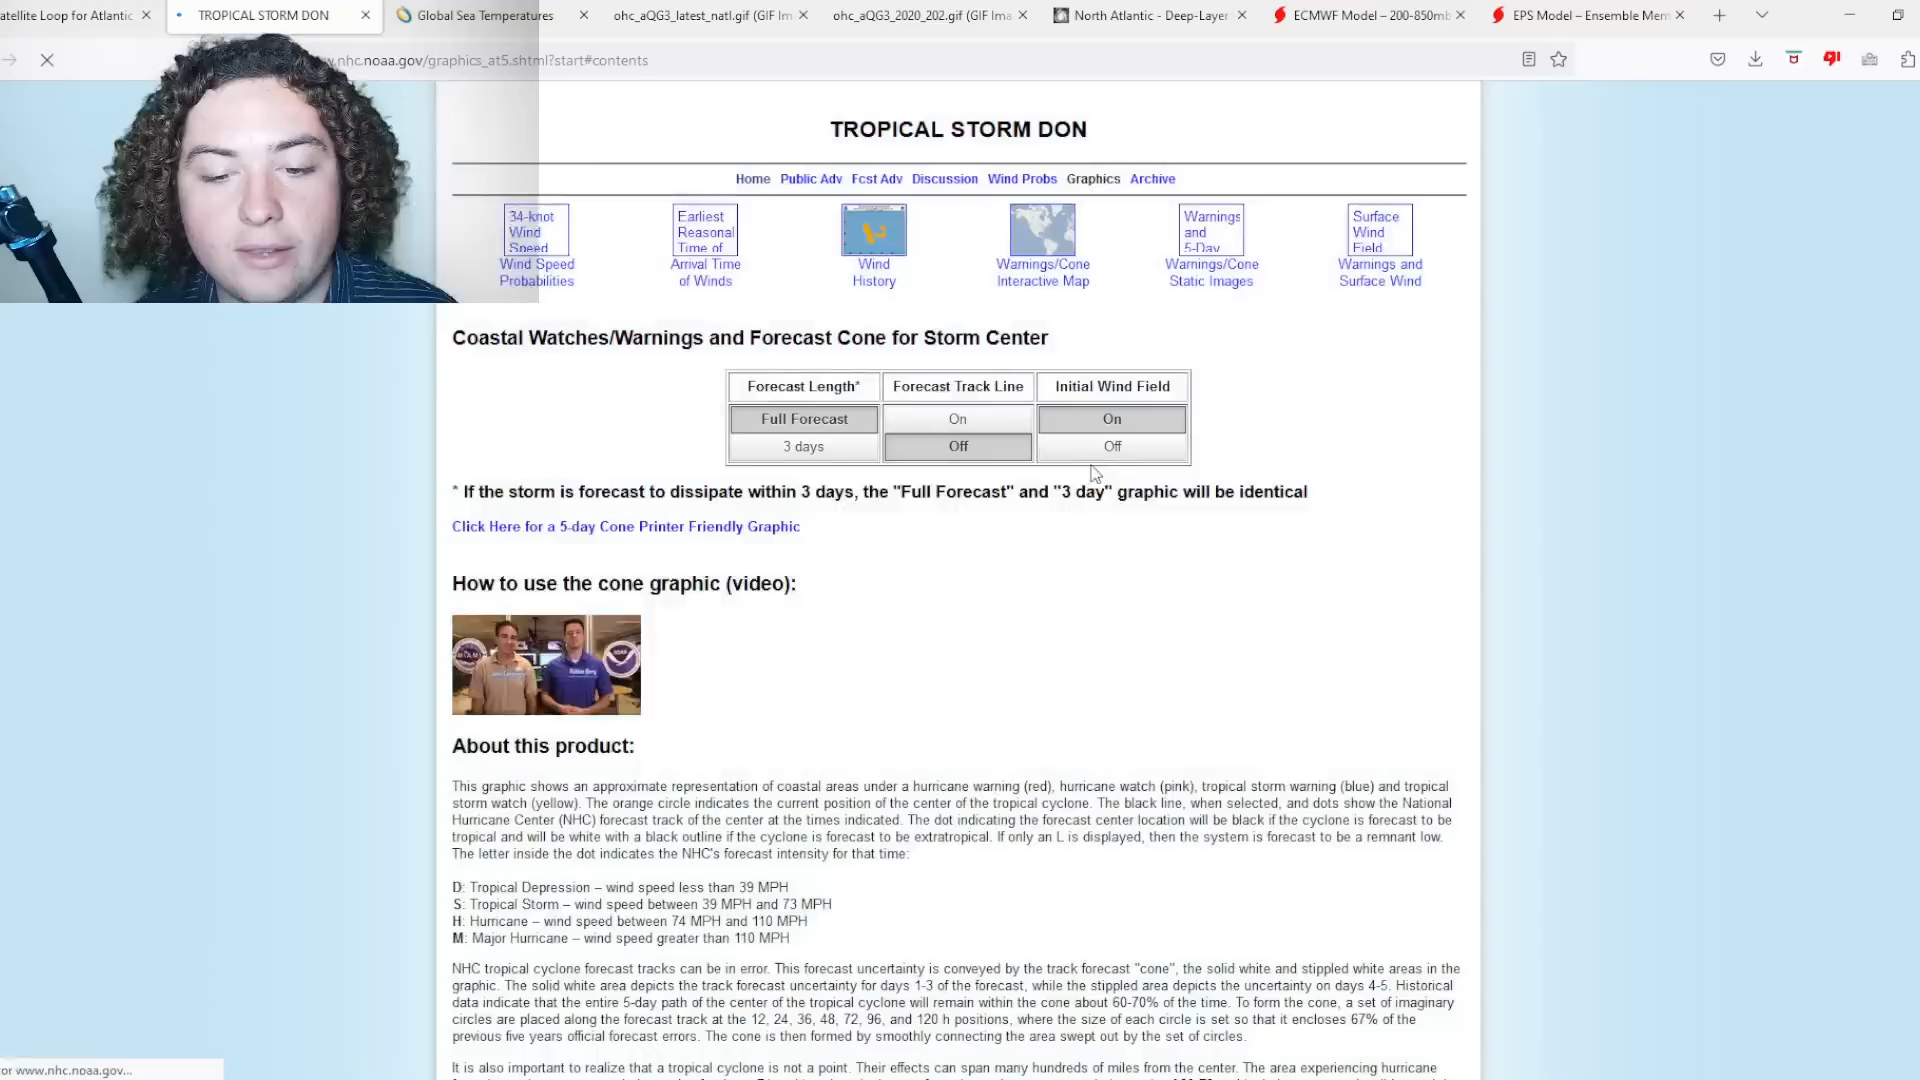 atellite Loop for Atlantic
TROPICAL STORM DON
Global Sea Temperatures
ohc_aQG3_latest_natl.gif (GIF Im
ohc_aQG3_2020_202.gif (GIF Ima
North Atlantic - Deep-Layer
ECMWF Model – 200-850mb
EPS Model – Ensemble Mem
w.nhc.noaa.gov/graphics_at5.shtml?start#contents
TROPICAL STORM DON
Home Public Adv Fcst Adv Discussion Wind Probs Graphics Archive
34-knot
Wind
Speed
Wind Speed
Probabilities
Earliest
Reasonal
Time of
Arrival Time
of Winds
Wind
History
Warnings/Cone
Interactive Map
Warnings
and
5-Day
Warnings/Cone
Static Images
Surface
Wind
Field
Warnings and
Surface Wind
Coastal Watches/Warnings and Forecast Cone for Storm Center
Forecast Length* Forecast Track Line Initial Wind Field
Full Forecast On On
3 days Off Off
* If the storm is forecast to dissipate within 3 days, the "Full Forecast" and "3 day" graphic will be identical
Click Here for a 5-day Cone Printer Friendly Graphic
How to use the cone graphic (video):
About this product:
This graphic shows an approximate representation of coastal areas under a hurricane warning (red), hurricane watch (pink), tropical storm warning (blue) and tropical
storm watch (yellow). The orange circle indicates the current position of the center of the tropical cyclone. The black line, when selected, and dots show the National
Hurricane Center (NHC) forecast track of the center at the times indicated. The dot indicating the forecast center location will be black if the cyclone is forecast to be
tropical and will be white with a black outline if the cyclone is forecast to be extratropical. If only an L is displayed, then the system is forecast to be a remnant low.
The letter inside the dot indicates the NHC's forecast intensity for that time:
D: Tropical Depression – wind speed less than 39 MPH
S: Tropical Storm – wind speed between 39 MPH and 73 MPH
H: Hurricane – wind speed between 74 MPH and 110 MPH
M: Major Hurricane – wind speed greater than 110 MPH
NHC tropical cyclone forecast tracks can be in error. This forecast uncertainty is conveyed by the track forecast "cone", the solid white and stippled white areas in the
graphic. The solid white area depicts the track forecast uncertainty for days 1-3 of the forecast, while the stippled area depicts the uncertainty on days 4-5. Historical
data indicate that the entire 5-day path of the center of the tropical cyclone will remain within the cone about 60-70% of the time. To form the cone, a set of imaginary
circles are placed along the forecast track at the 12, 24, 36, 48, 72, 96, and 120 h positions, where the size of each circle is set so that it encloses 67% of the
previous five years official forecast errors. The cone is then formed by smoothly connecting the area swept out by the set of circles.
It is also important to realize that a tropical cyclone is not a point. Their effects can span many hundreds of miles from the center. The area experiencing hurricane
or www.nhc.noaa.gov...